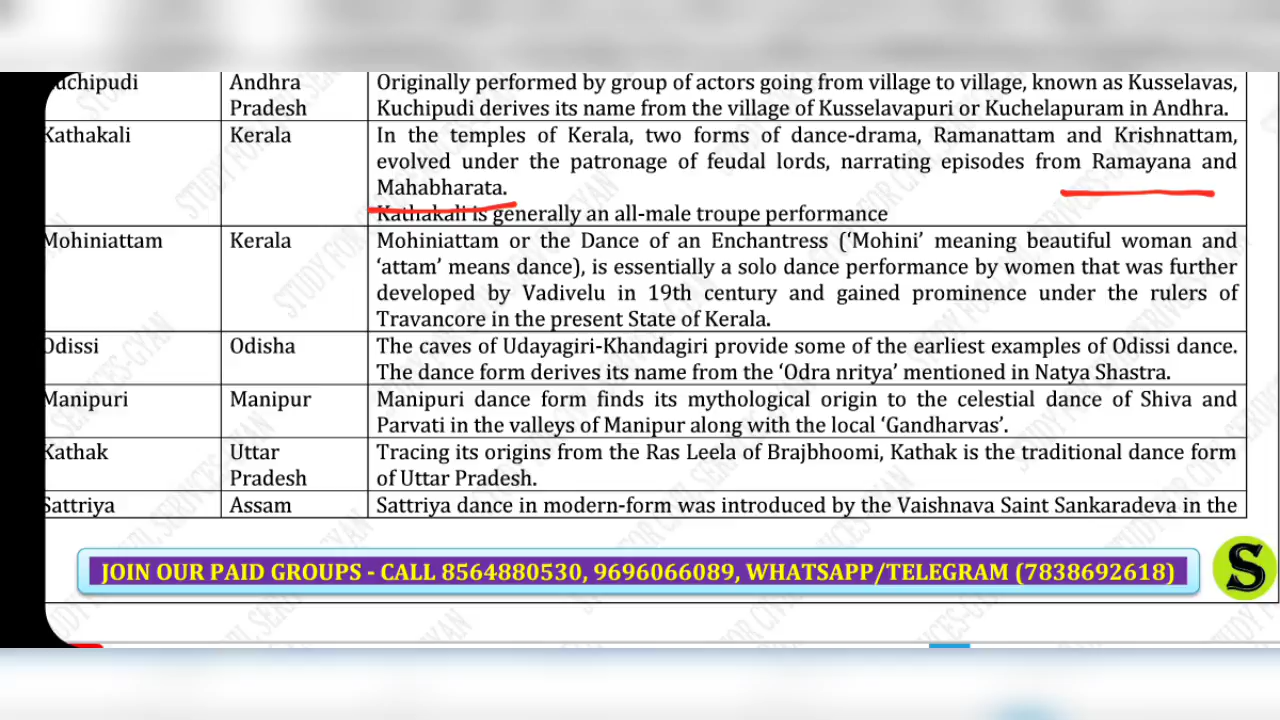 uchipudi Andhra Originally performed by group of actors going from village to village, known as Kusselavas,
Pradesh Kuchipudi derives its name from the village of Kusselavapuri or Kuchelapuram in Andhra.
Kathakali Kerala In the temples of Kerala, two forms of dance-drama, Ramanattam and Krishnattam,
evolved under the patronage of feudal lords, narrating episodes from Ramayana and
Mahabharata.
Kathakali is generally an all-male troupe performance
Mohiniattam Kerala Mohiniattam or the Dance of an Enchantress (‘Mohini’ meaning beautiful woman and
‘attam’ means dance), is essentially a solo dance performance by women that was further
developed by Vadivelu in 19th century and gained prominence under the rulers of
Travancore in the present State of Kerala.
Odissi Odisha The caves of Udayagiri-Khandagiri provide some of the earliest examples of Odissi dance.
The dance form derives its name from the ‘Odra nritya’ mentioned in Natya Shastra.
Manipuri Manipur Manipuri dance form finds its mythological origin to the celestial dance of Shiva and
Parvati in the valleys of Manipur along with the local ‘Gandharvas’.
Kathak Uttar Tracing its origins from the Ras Leela of Brajbhoomi, Kathak is the traditional dance form
Pradesh of Uttar Pradesh.
Sattriya Assam Sattriya dance in modern-form was introduced by the Vaishnava Saint Sankaradeva in the
JOIN OUR PAID GROUPS - CALL 8564880530, 9696066089, WHATSAPP/TELEGRAM (7838692618)
S